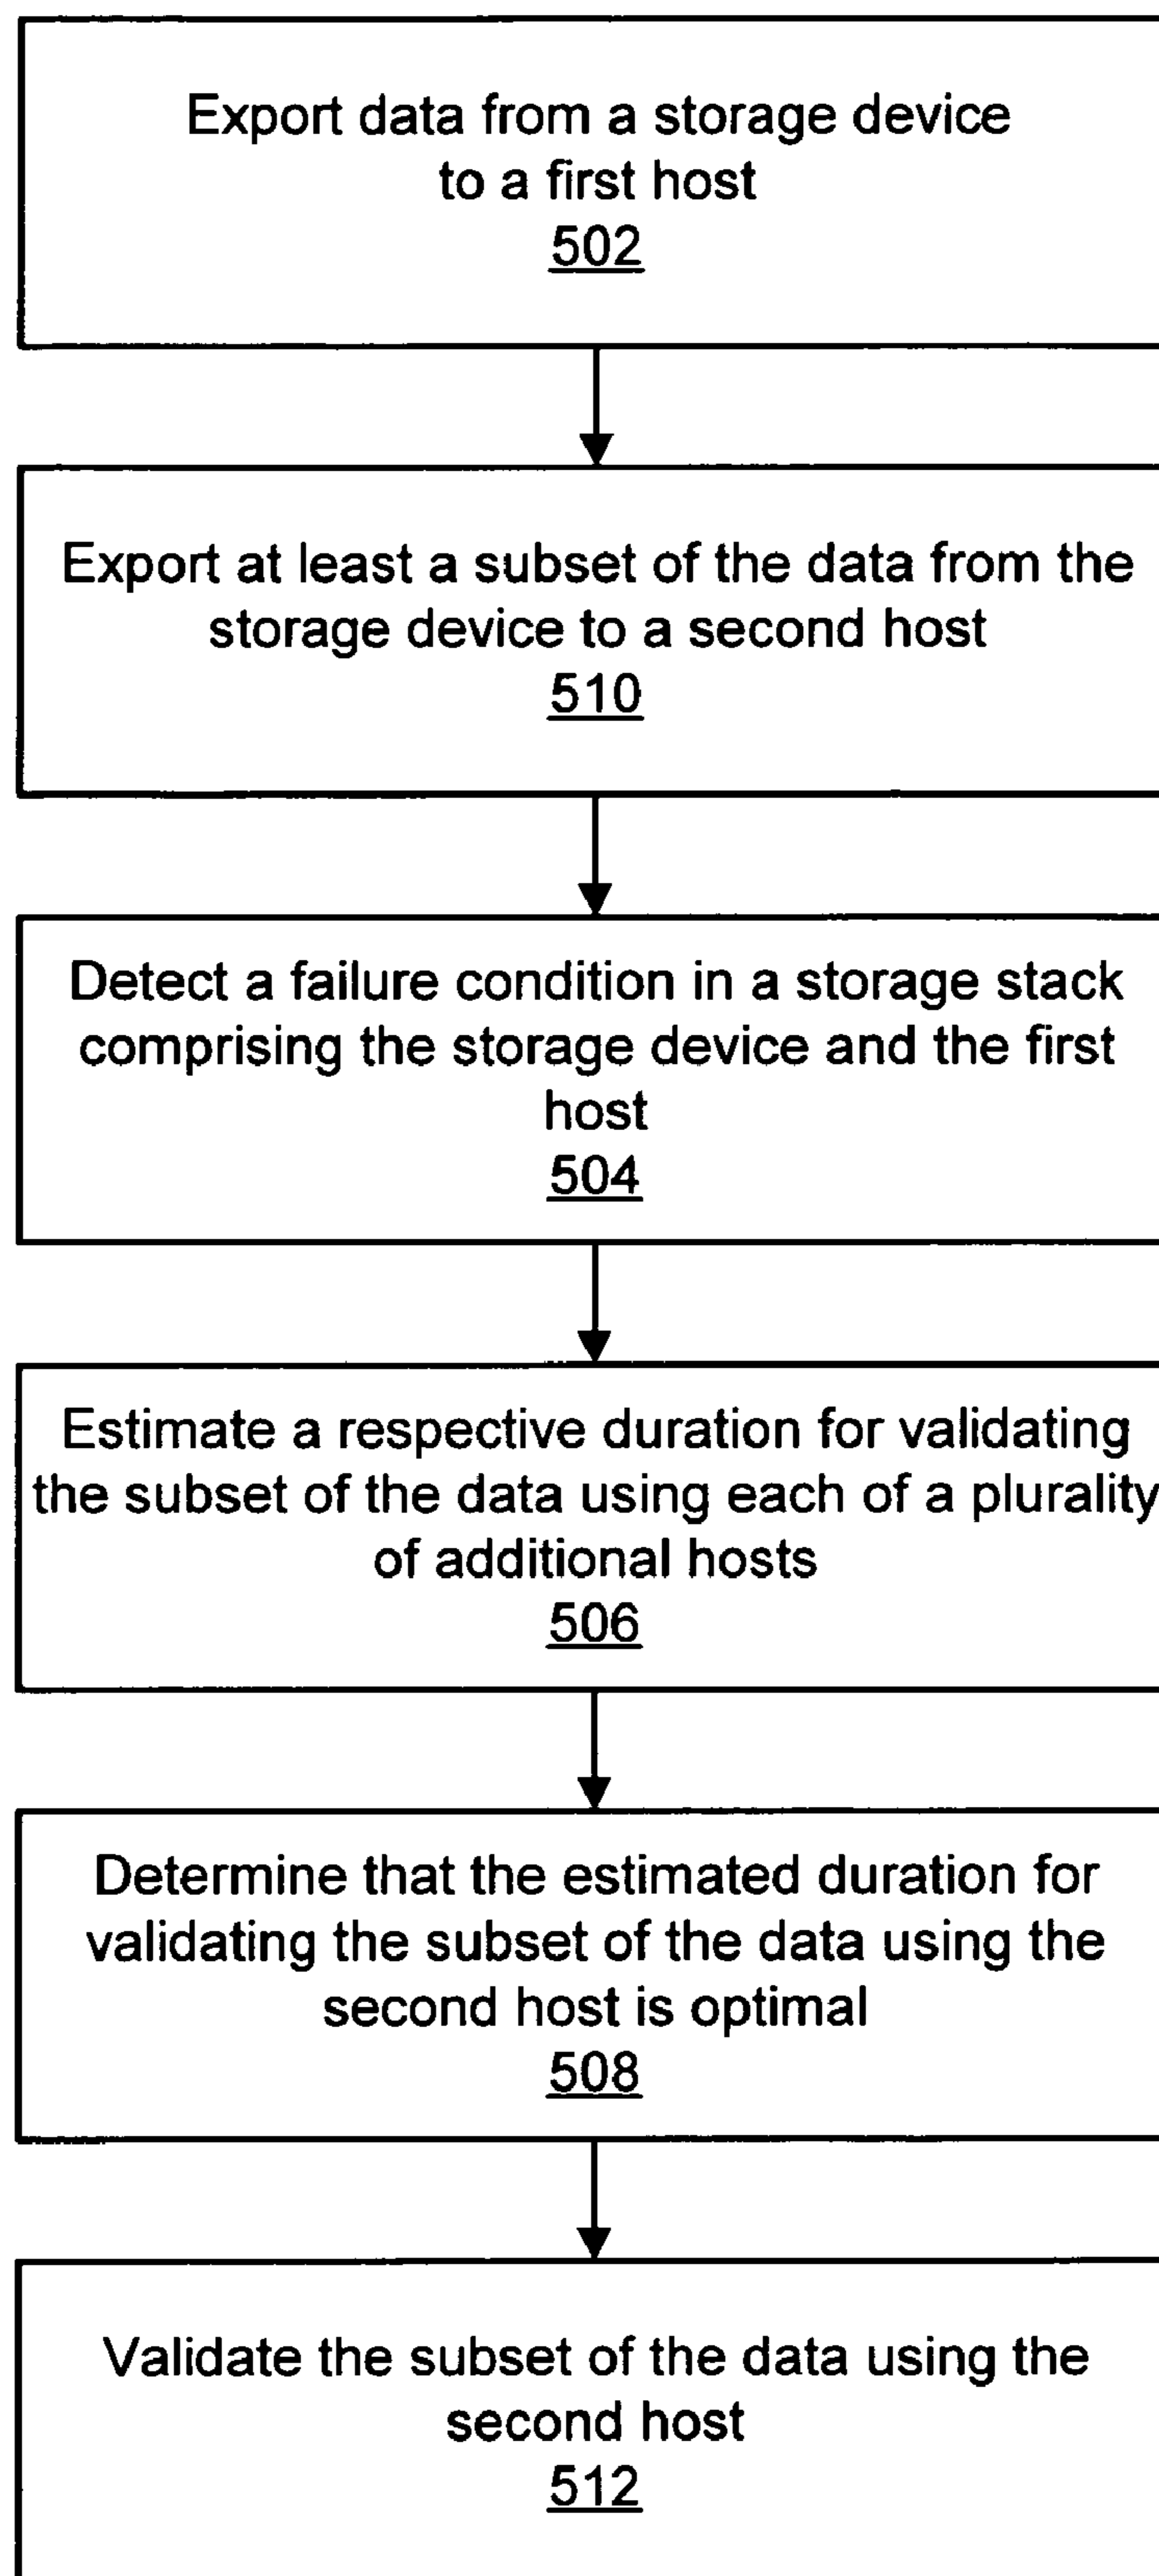 Export data from a storage device
to a first host
502
Export at least a subset of the data from the
storage device to a second host
510
Detect a failure condition in a storage stack
comprising the storage device and the first
host
504
Estimate a respective duration for validating
the subset of the data using each of a plurality
of additional hosts
506
Determine that the estimated duration for
validating the subset of the data using the
second host is optimal
508
Validate the subset of the data using the
second host
512